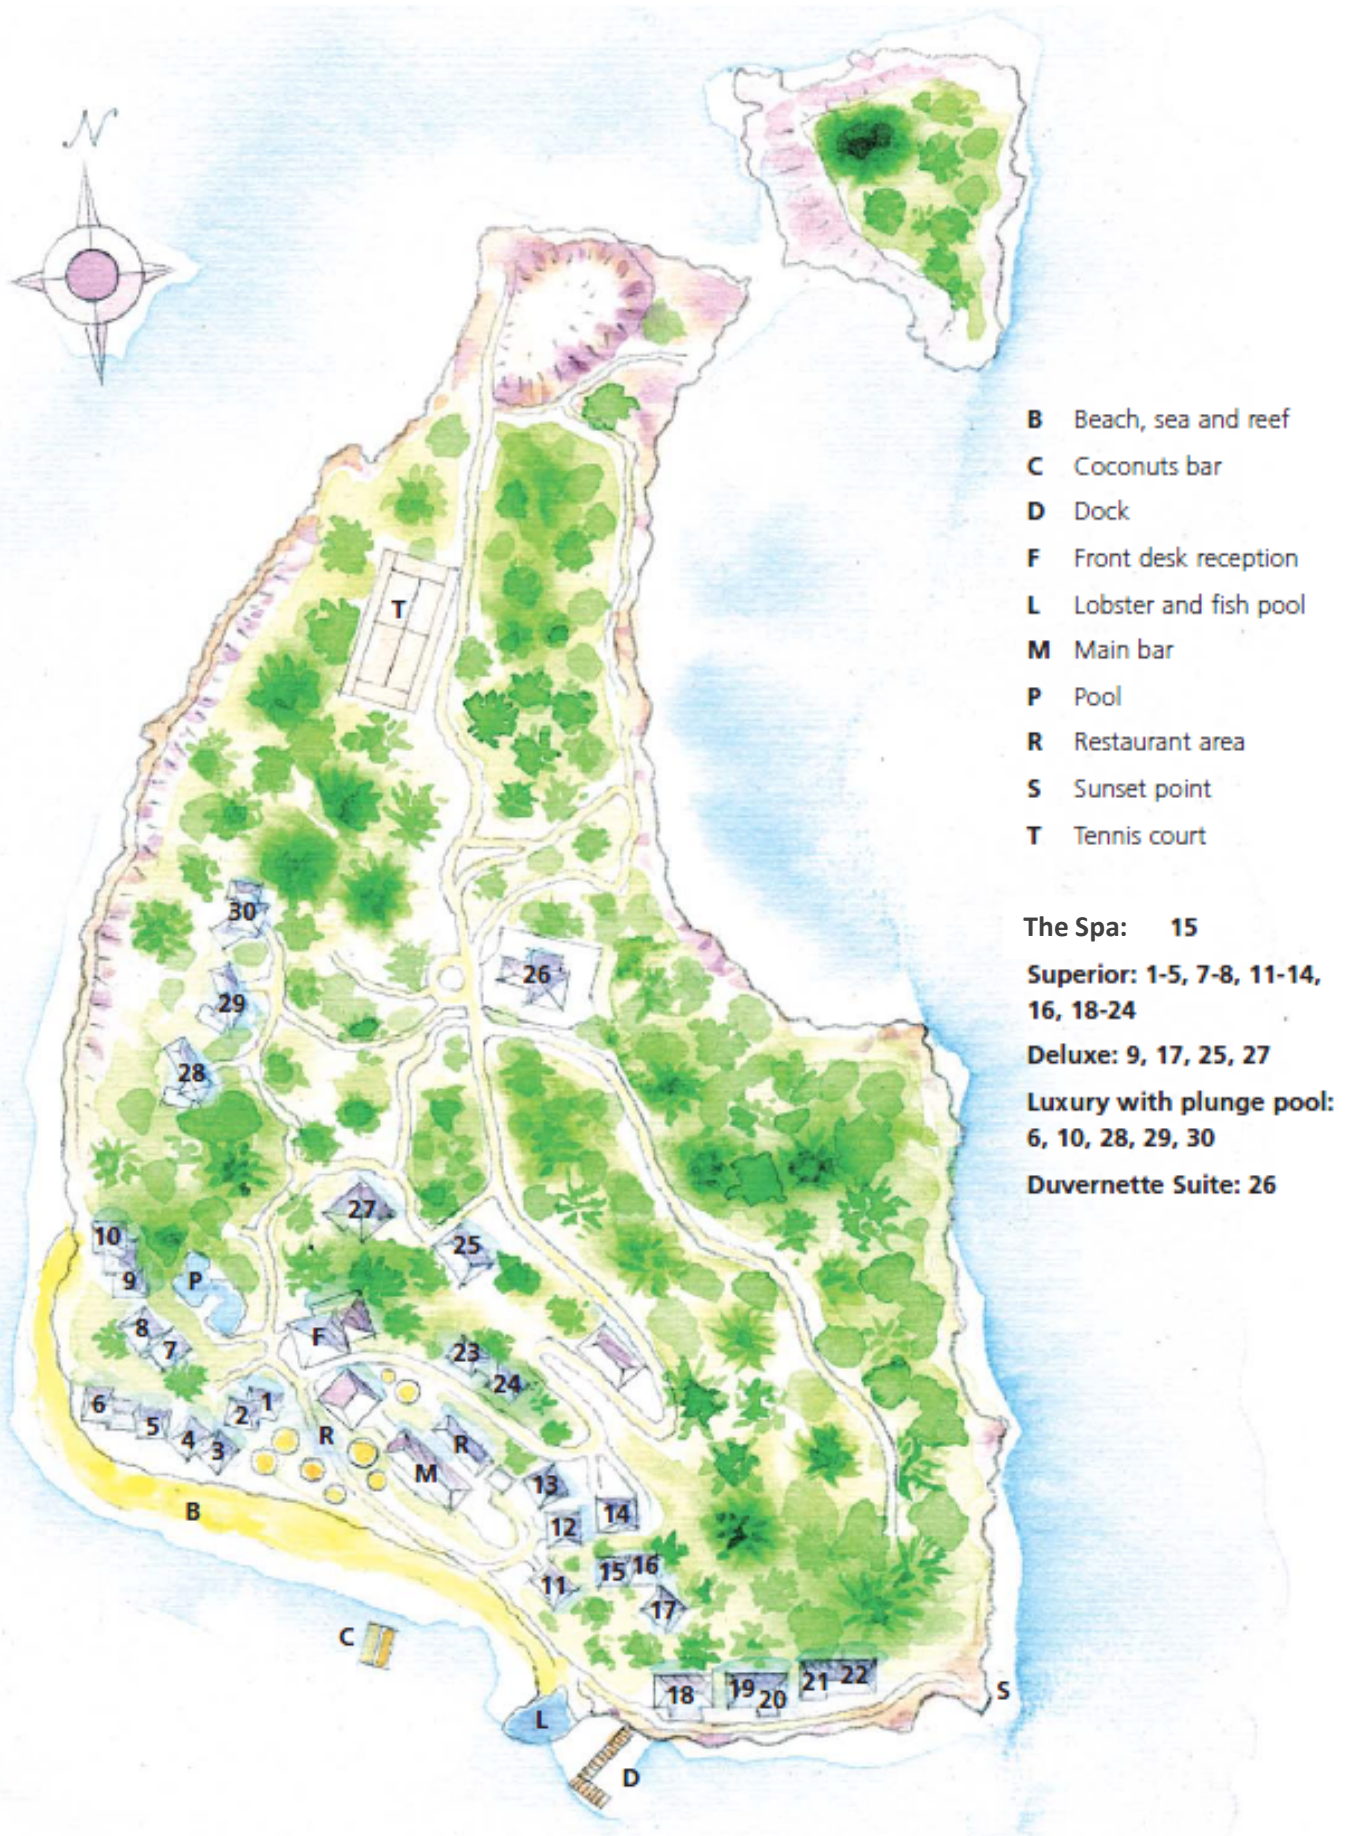 N
B Beach, sea and reef
C Coconuts bar
D Dock
F Front desk reception
L Lobster and fish pool
M Main bar
P Pool
R Restaurant area
S Sunset point
T Tennis court
The Spa: 15
Superior: 1-5, 7-8, 11-14,
16, 18-24
Deluxe: 9, 17, 25, 27
Luxury with plunge pool:
6, 10, 28, 29, 30
Duvernette Suite: 26
T
30
26
29
28
27
10
25
9
P
8
F
7
23
24
6
1
2
5
R
4
3
R
M
13
B
14
12
15
16
11
17
C
22
21
19
18
20
S
L
D